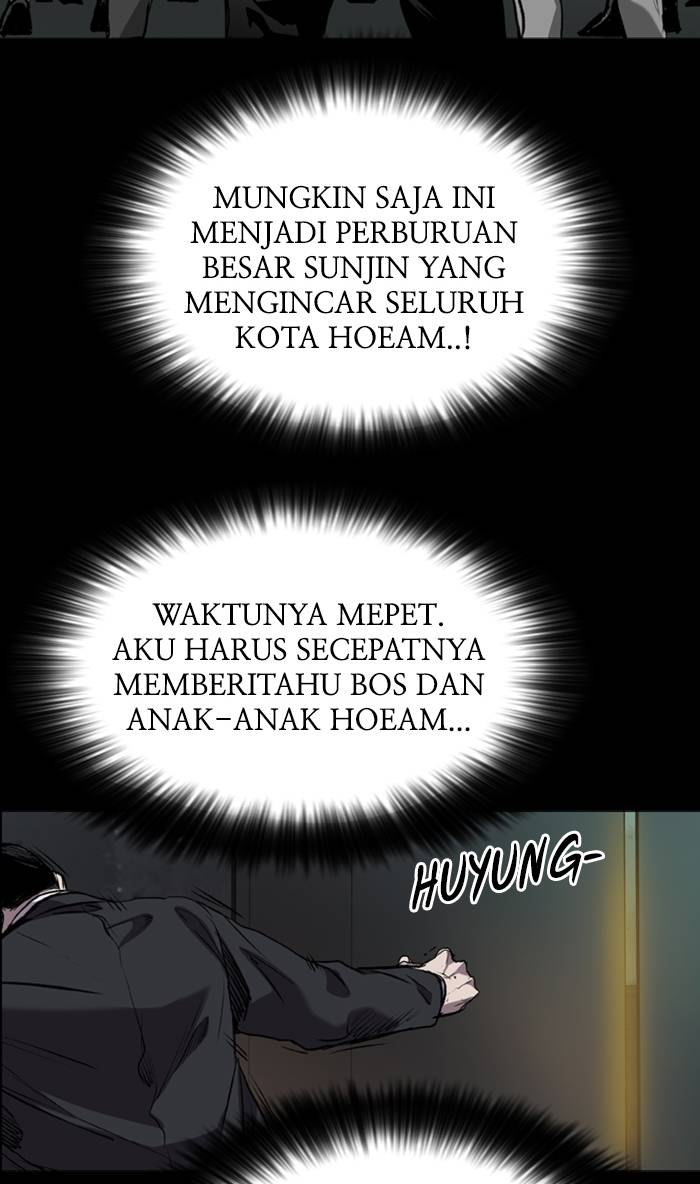 MUNGKIN SAJA INI
MENJADI PERBURUAN
BESAR SUNJIN YANG
MENGINCAR SELURUH
KOTA HOEAM..!
WAKTUNYA MEPET.
AKU HARUS SECEPATNYA
MEMBERITAHU BOS DAN
ANAK-ANAK HOEAM...
HUYUNG-